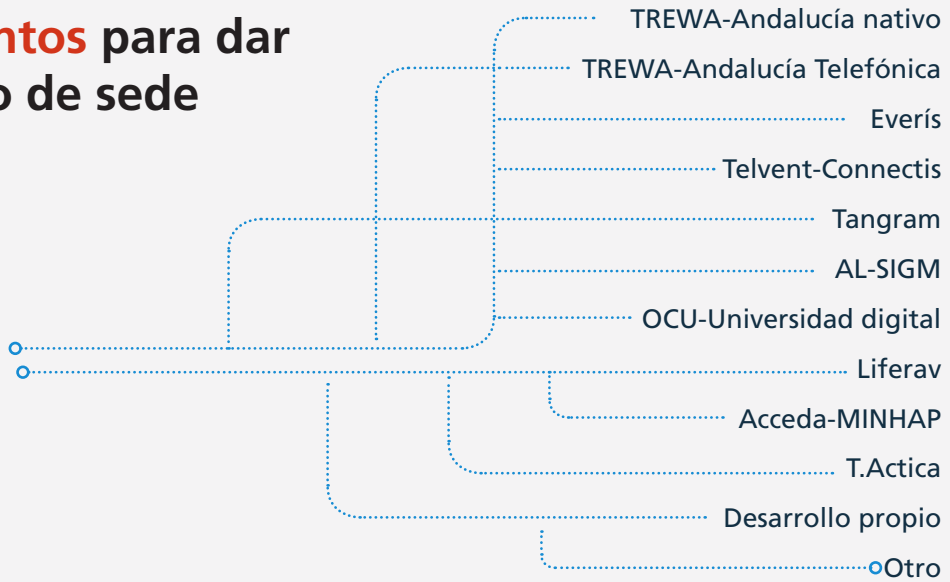 ntos para dar
o de sede
TREWA-Andalucía nativo
TREWA-Andalucía Telefónica
Everís
Telvent-Connectis
Tangram
AL-SIGM
OCU-Universidad digital
Liferav
Acceda-MINHAP
T.Actica
Desarrollo propio
Otro